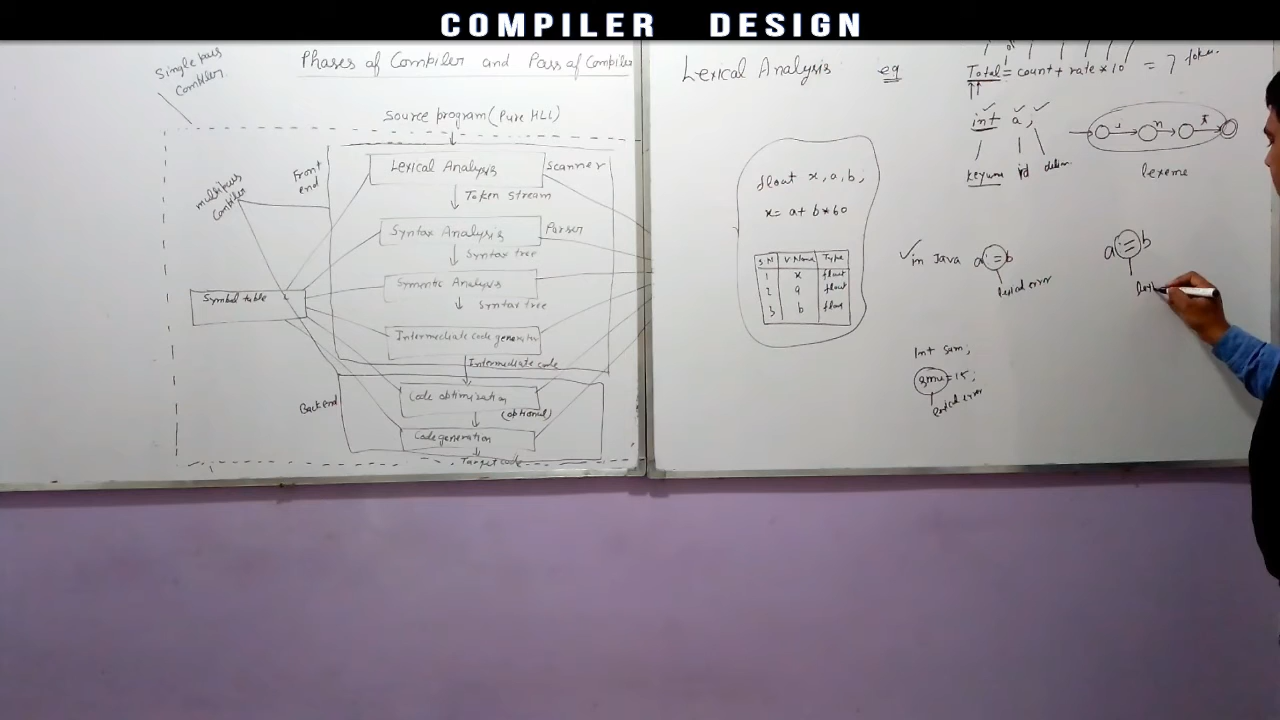 COMPILER DESIGN
Single pass
Compiler
Phases of Compiler and Pass of Compiler
Source program (Pure HLL)
Front
end
Lexical Analysis
Scanner
Token stream
multipass
Compiler
Syntax Analysis
Parser
Syntax tree
Symentic Analysis
Symbol table
Syntax tree
Intermediate code generator
Intermediate code
Back end
Code optimization
(optional)
Code generation
Target code
Lexical Analysis eg
Total = count + rate * 10 = 7 token.
int a;
id delim.
lexeme
i n t
float x, a, b;
x = a + b * 60
S.N V Name Type
1 x float
2 a float
3 b float
in Java a := b
lexical error
a := b
Int sum;
= 15;
lexical error